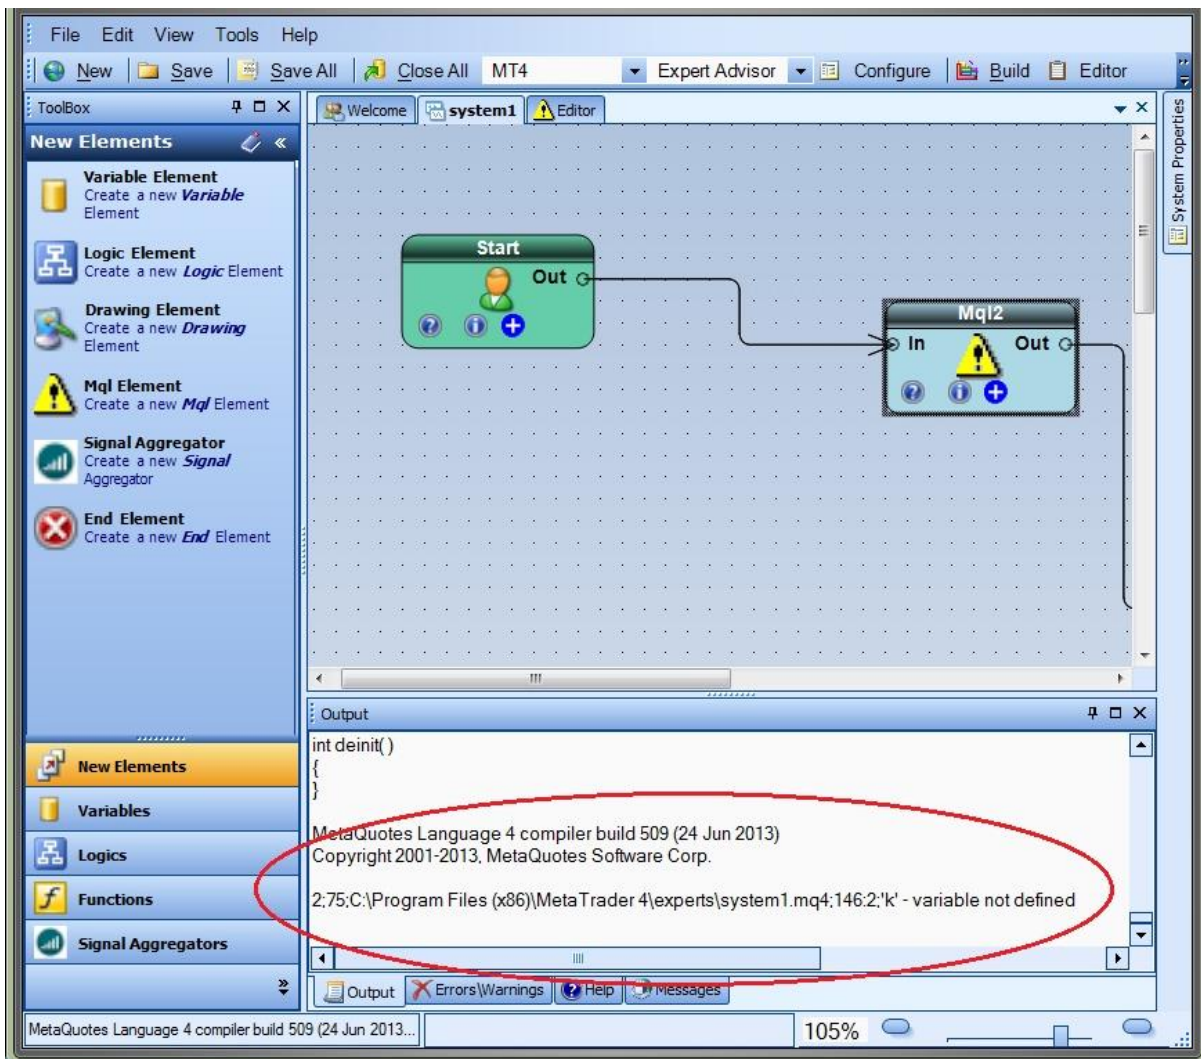 File Edit View Tools Help
New Save Save All Close All MT4 Expert Advisor Configure Build Editor
ToolBox
New Elements
Variable Element
Create a new Variable
Element
Logic Element
Create a new Logic Element
Drawing Element
Create a new Drawing
Element
Mql Element
Create a new Mql Element
Signal Aggregator
Create a new Signal
Aggregator
End Element
Create a new End Element
New Elements
Variables
Logics
Functions
Signal Aggregators
Welcome system1 Editor
Start
Out
Mql2
In Out
System Properties
Output
int deinit( )
{
}
MetaQuotes Language 4 compiler build 509 (24 Jun 2013)
Copyright 2001-2013, MetaQuotes Software Corp.
2;75;C:\Program Files (x86)\MetaTrader 4\experts\system1.mq4;146:2;'k' - variable not defined
Output Errors\Warnings Help Messages
MetaQuotes Language 4 compiler build 509 (24 Jun 2013...
105%